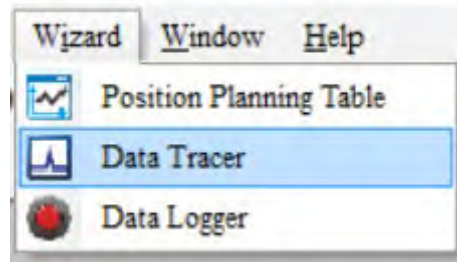 Wizard Window Help
Position Planning Table
Data Tracer
Data Logger